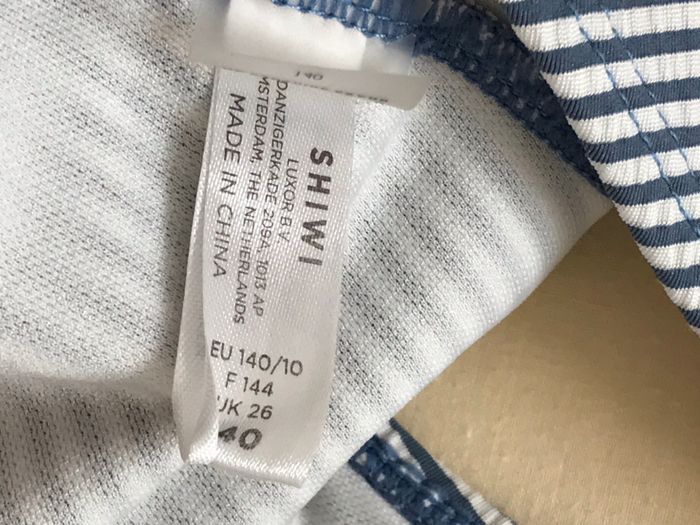 140
SHIWI
LUXOR B.V.
DANZIGERKADE 209A, 1013 AP
MSTERDAM, THE NETHERLANDS
MADE IN CHINA
EU 140/10
F 144
UK 26
40